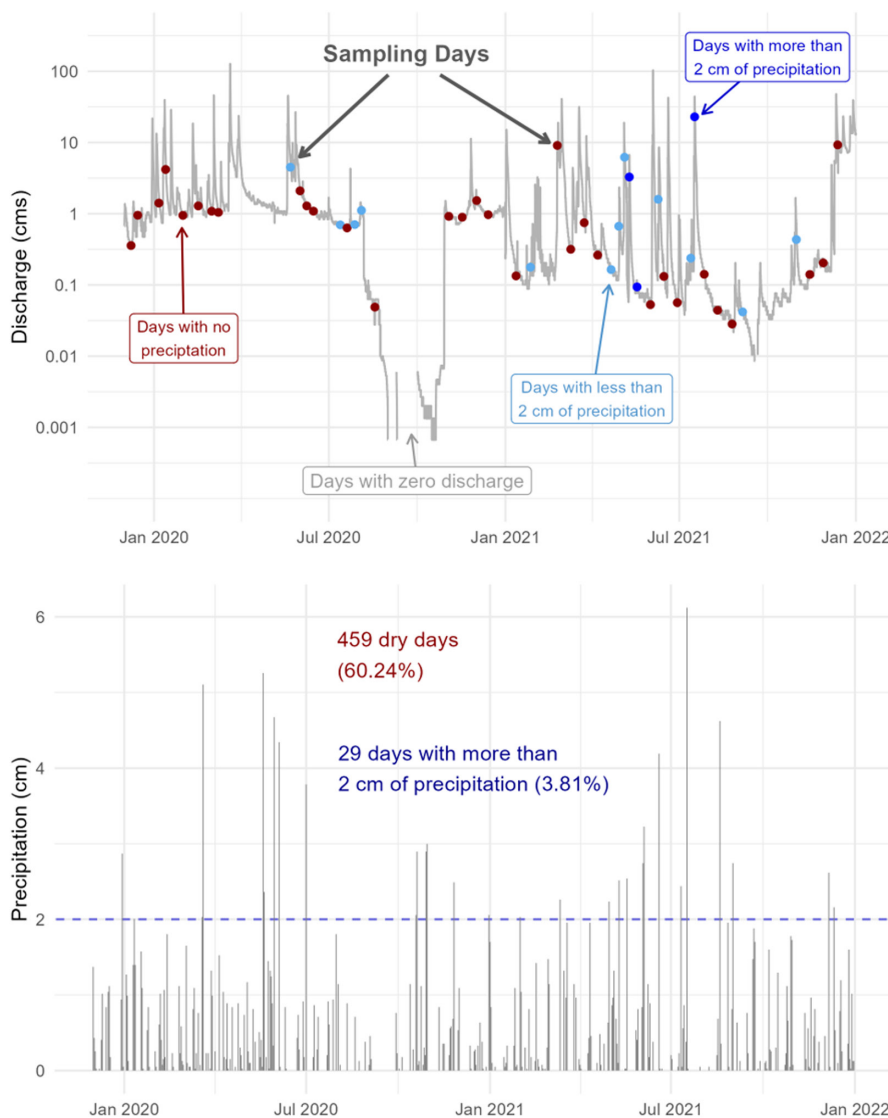 Sampling Days
Days with more than
2 cm of precipitation
100
10
1
0.1
0.01
0.001
Discharge (cms)
Days with no
preciptation
Days with less than
2 cm of precipitation
Days with zero discharge
Jan 2020
Jul 2020
Jan 2021
Jul 2021
Jan 2022
6
4
2
0
Precipitation (cm)
459 dry days
(60.24%)
29 days with more than
2 cm of precipitation (3.81%)
Jan 2020
Jul 2020
Jan 2021
Jul 2021
Jan 2022